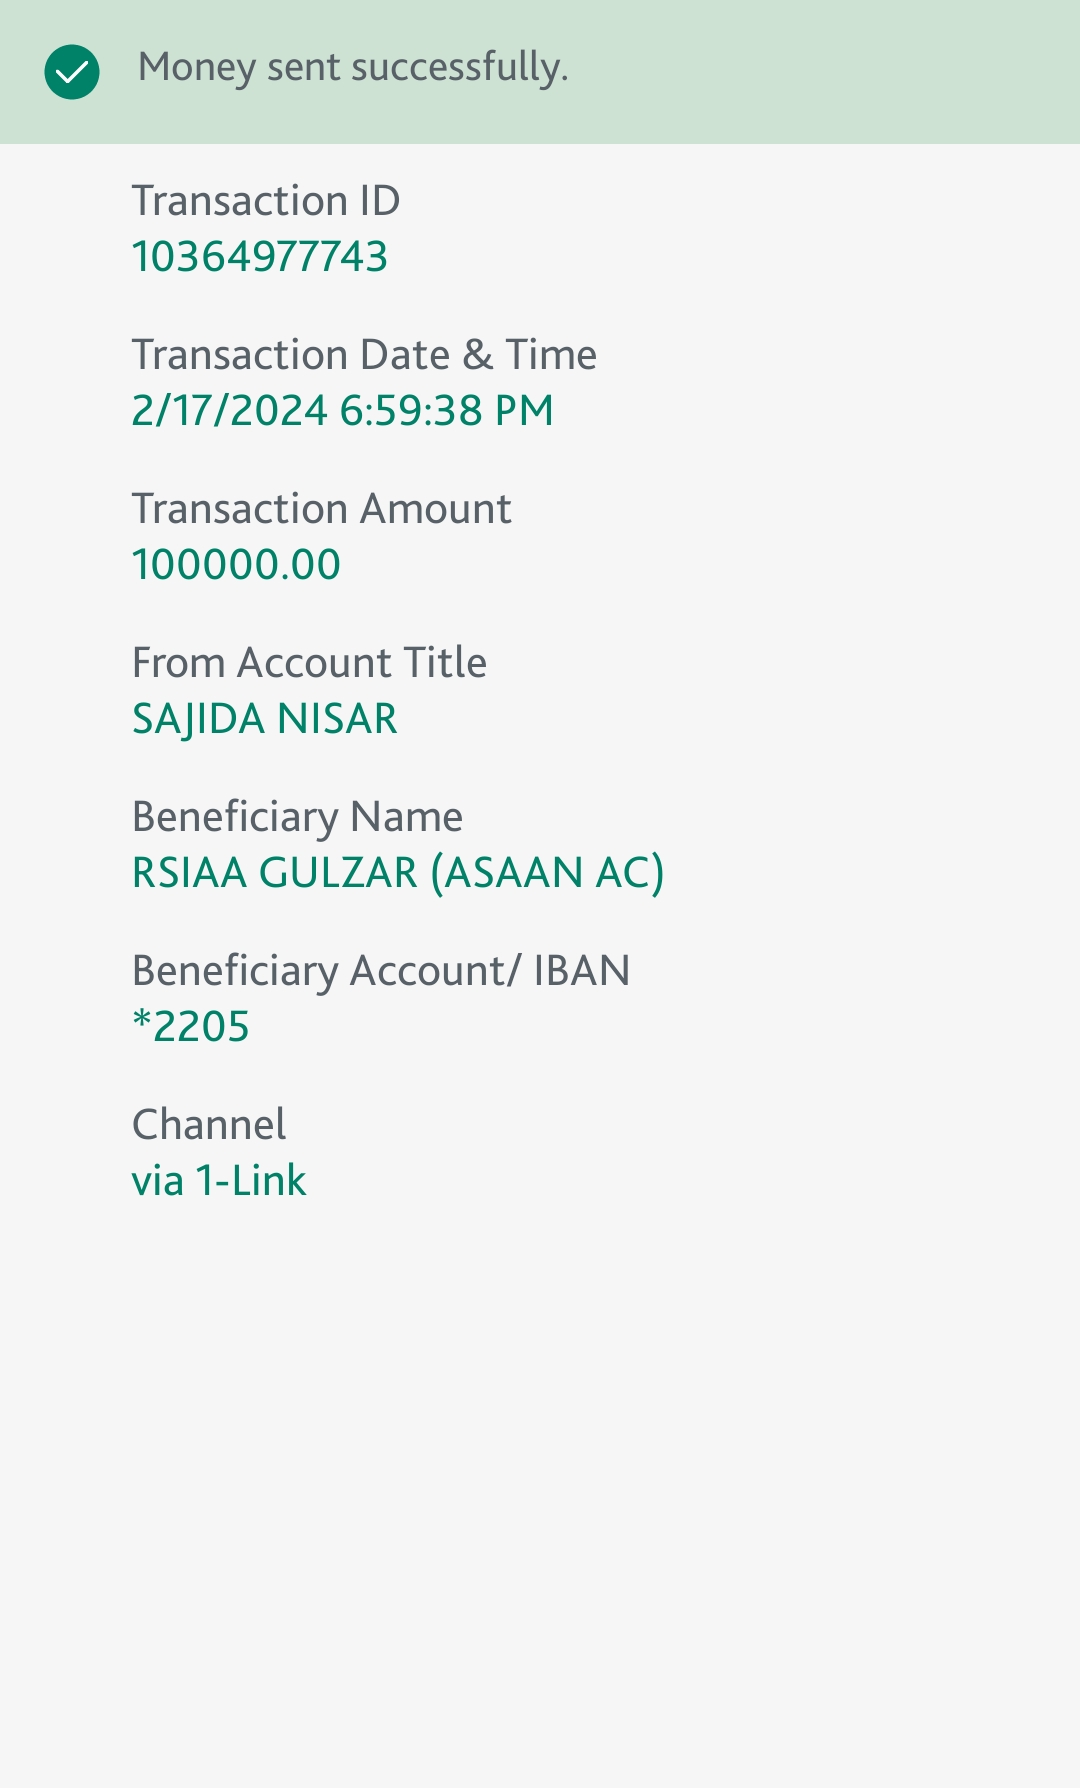 Money sent successfully.
Transaction ID
10364977743
Transaction Date & Time
2/17/2024 6:59:38 PM
Transaction Amount
100000.00
From Account Title
SAJIDA NISAR
Beneficiary Name
RSIAA GULZAR (ASAAN AC)
Beneficiary Account/ IBAN
*2205
Channel
via 1-Link